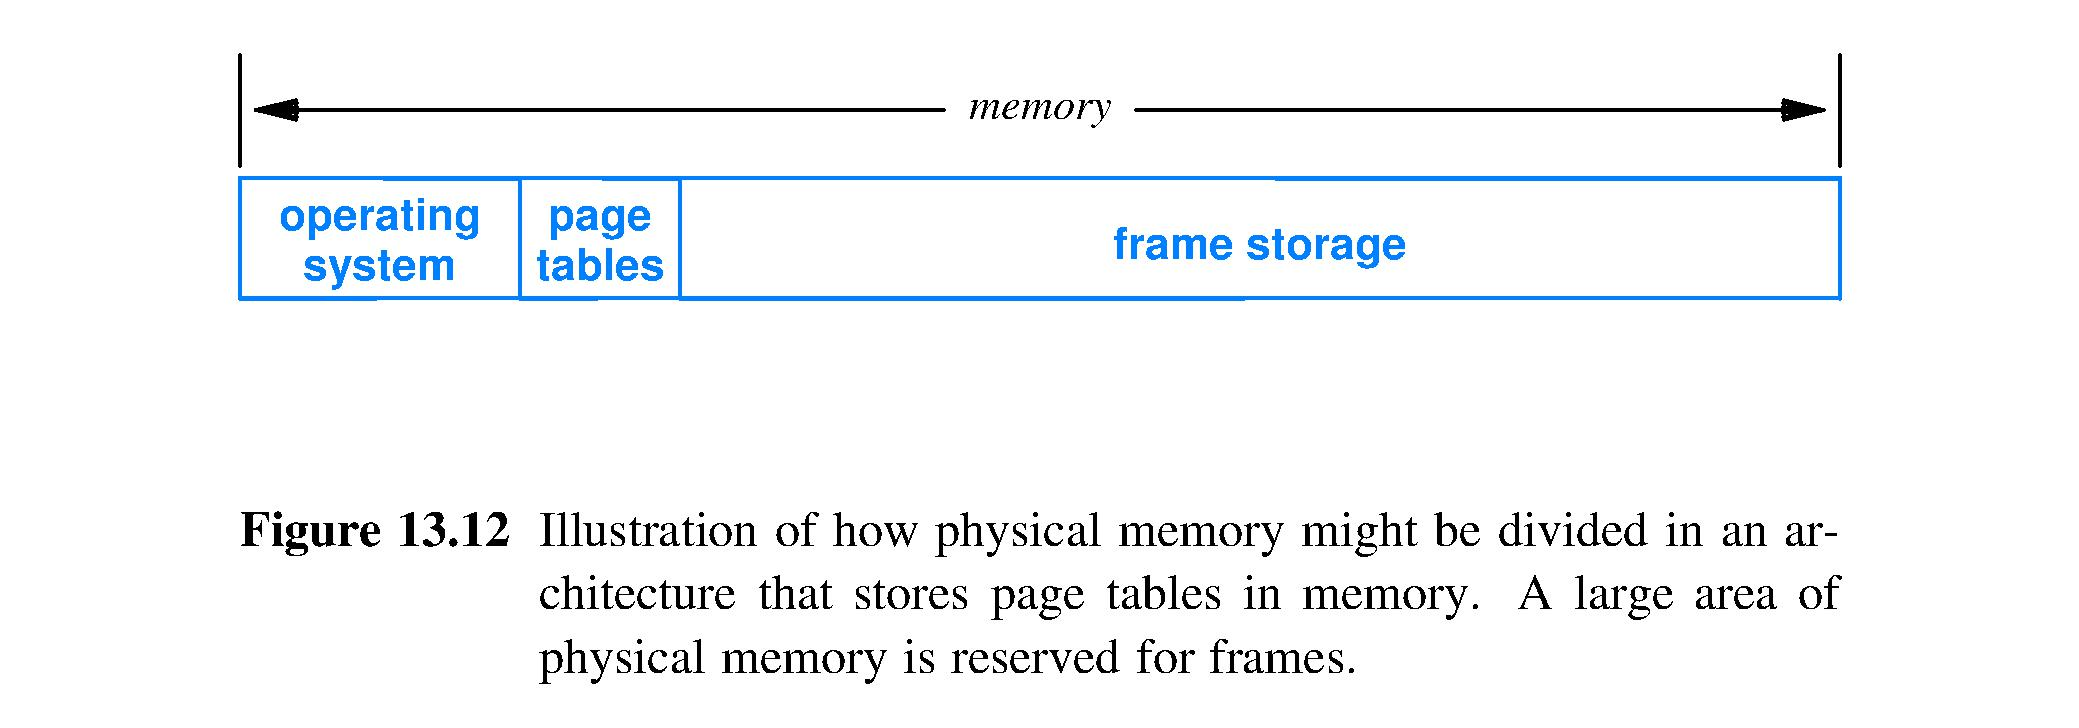 memory
operating
system
page
tables
frame storage
Figure 13.12 Illustration of how physical memory might be divided in an ar-
chitecture that stores page tables in memory. A large area of
physical memory is reserved for frames.